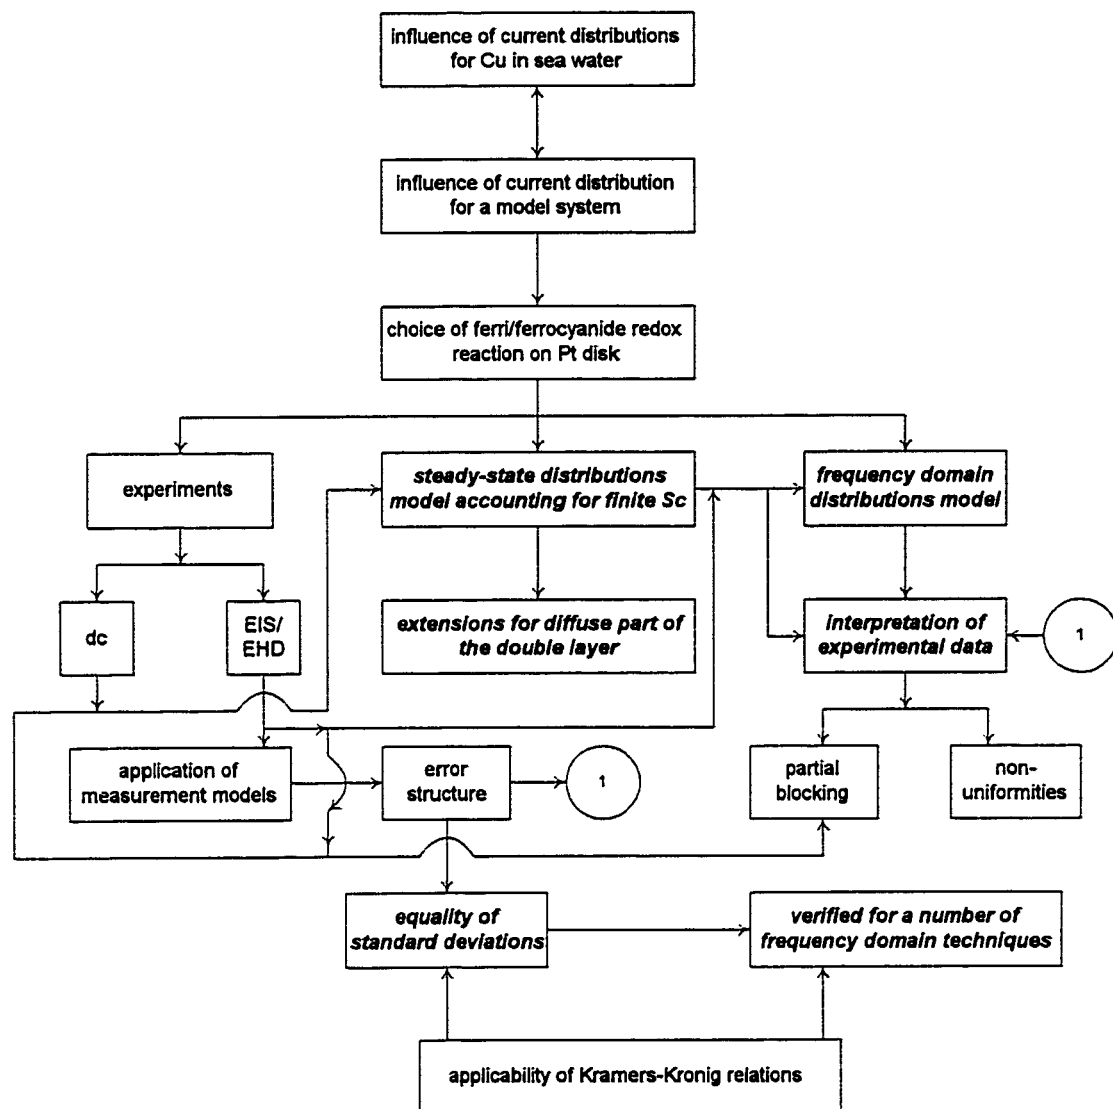 influence of current distributions
for Cu in sea water
influence of current distribution
for a model system
choice of ferri/ferrocyanide redox
reaction on Pt disk
experiments
steady-state distributions
model accounting for finite Sc
frequency domain
distributions model
dc
EIS/
EHD
extensions for diffuse part of
the double layer
interpretation of
experimental data
1
application of
measurement models
error
structure
1
partial
blocking
non-
uniformities
equality of
standard deviations
verified for a number of
frequency domain techniques
applicability of Kramers-Kronig relations